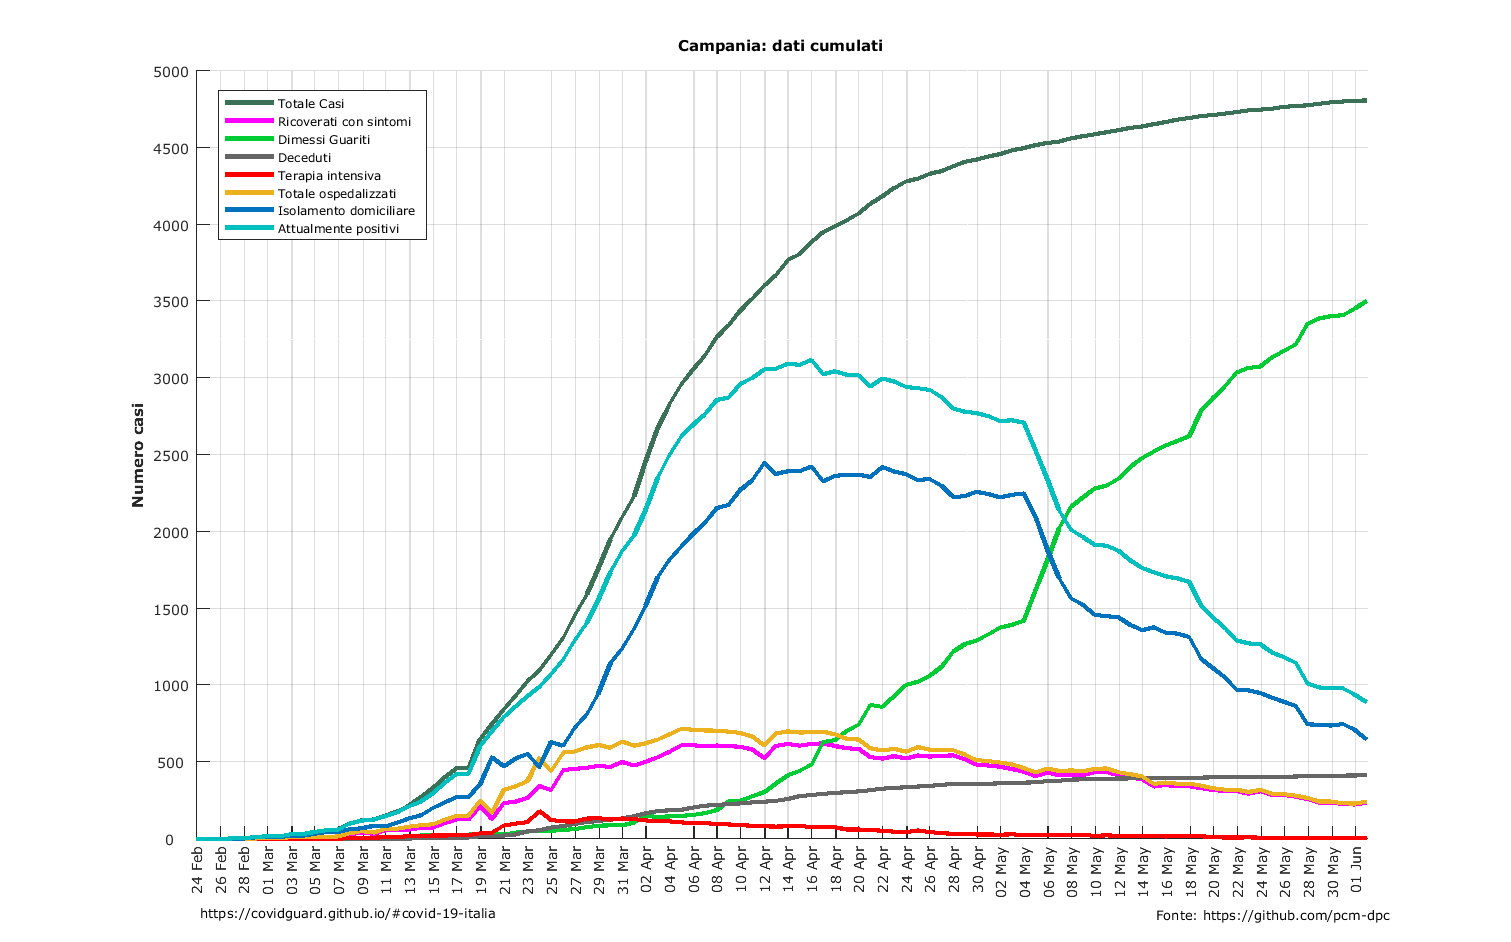 Campania: dati cumulati
5000
4500
4000
3500
3000
2500
2000
1500
1000
500
0
Numero casi
Totale Casi
Ricoverati con sintomi
Dimessi Guariti
Deceduti
Terapia intensiva
Totale ospedalizzati
Isolamento domiciliare
Attualmente positivi
24 Feb
26 Feb
28 Feb
01 Mar
03 Mar
05 Mar
07 Mar
09 Mar
11 Mar
13 Mar
15 Mar
17 Mar
19 Mar
21 Mar
23 Mar
25 Mar
27 Mar
29 Mar
31 Mar
02 Apr
04 Apr
06 Apr
08 Apr
10 Apr
12 Apr
14 Apr
16 Apr
18 Apr
20 Apr
22 Apr
24 Apr
26 Apr
28 Apr
30 Apr
02 May
04 May
06 May
08 May
10 May
12 May
14 May
16 May
18 May
20 May
22 May
24 May
26 May
28 May
30 May
01 Jun
https://covidguard.github.io/#covid-19-italia
Fonte: https://github.com/pcm-dpc